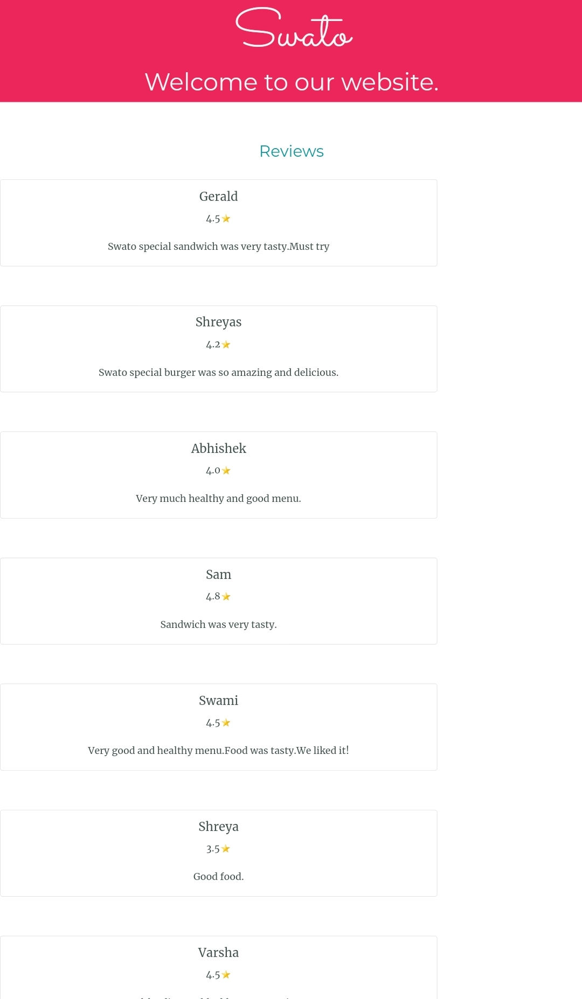 Swato
Welcome to our website.
Reviews
Gerald
4.5⭐
Swato special sandwich was very tasty.Must try
Shreyas
4.2⭐
Swato special burger was so amazing and delicious.
Abhishek
4.0⭐
Very much healthy and good menu.
Sam
4.8⭐
Sandwich was very tasty.
Swami
4.5⭐
Very good and healthy menu.Food was tasty.We liked it!
Shreya
3.5⭐
Good food.
Varsha
4.5⭐